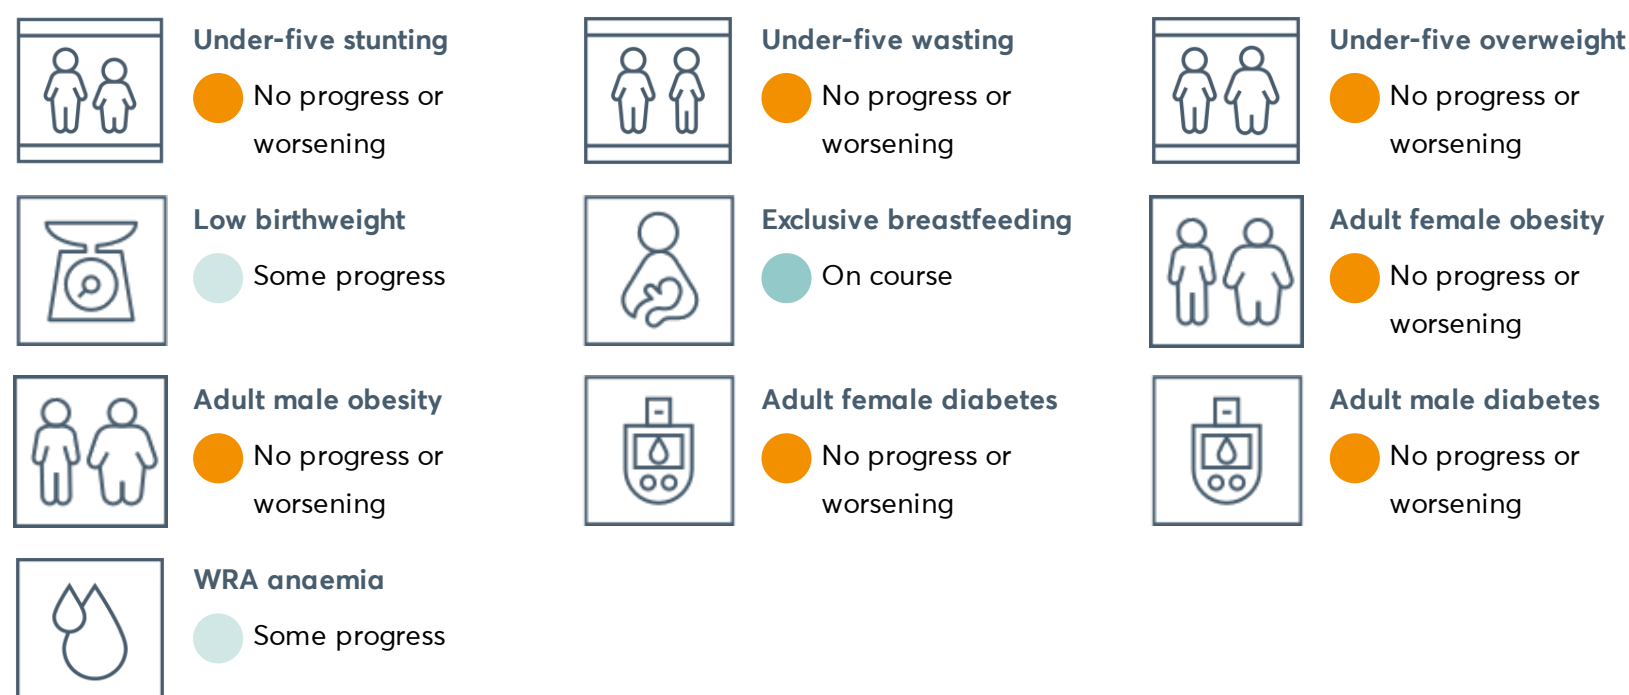 Under-five stunting
No progress or
worsening
Under-five wasting
No progress or
worsening
Under-five overweight
No progress or
worsening
Low birthweight
Some progress
Exclusive breastfeeding
On course
Adult female obesity
No progress or
worsening
Adult male obesity
No progress or
worsening
Adult female diabetes
No progress or
worsening
Adult male diabetes
No progress or
worsening
WRA anaemia
Some progress